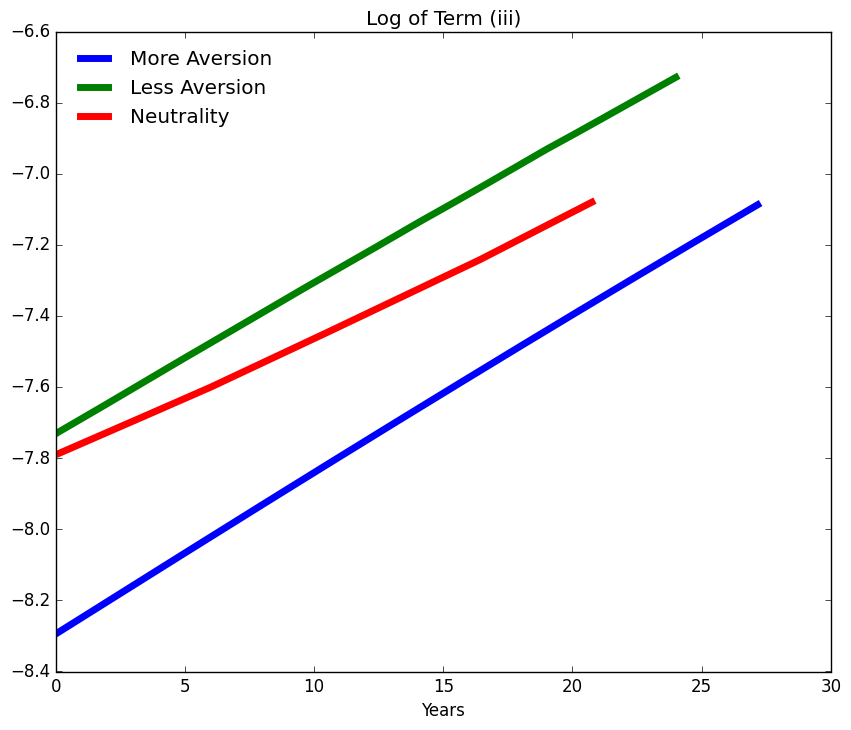 Log of Term (iii)
−6.6
−6.8
−7.0
−7.2
−7.4
−7.6
−7.8
−8.0
−8.2
−8.4
More Aversion
Less Aversion
Neutrality
0 5 10 15 20 25 30
Years